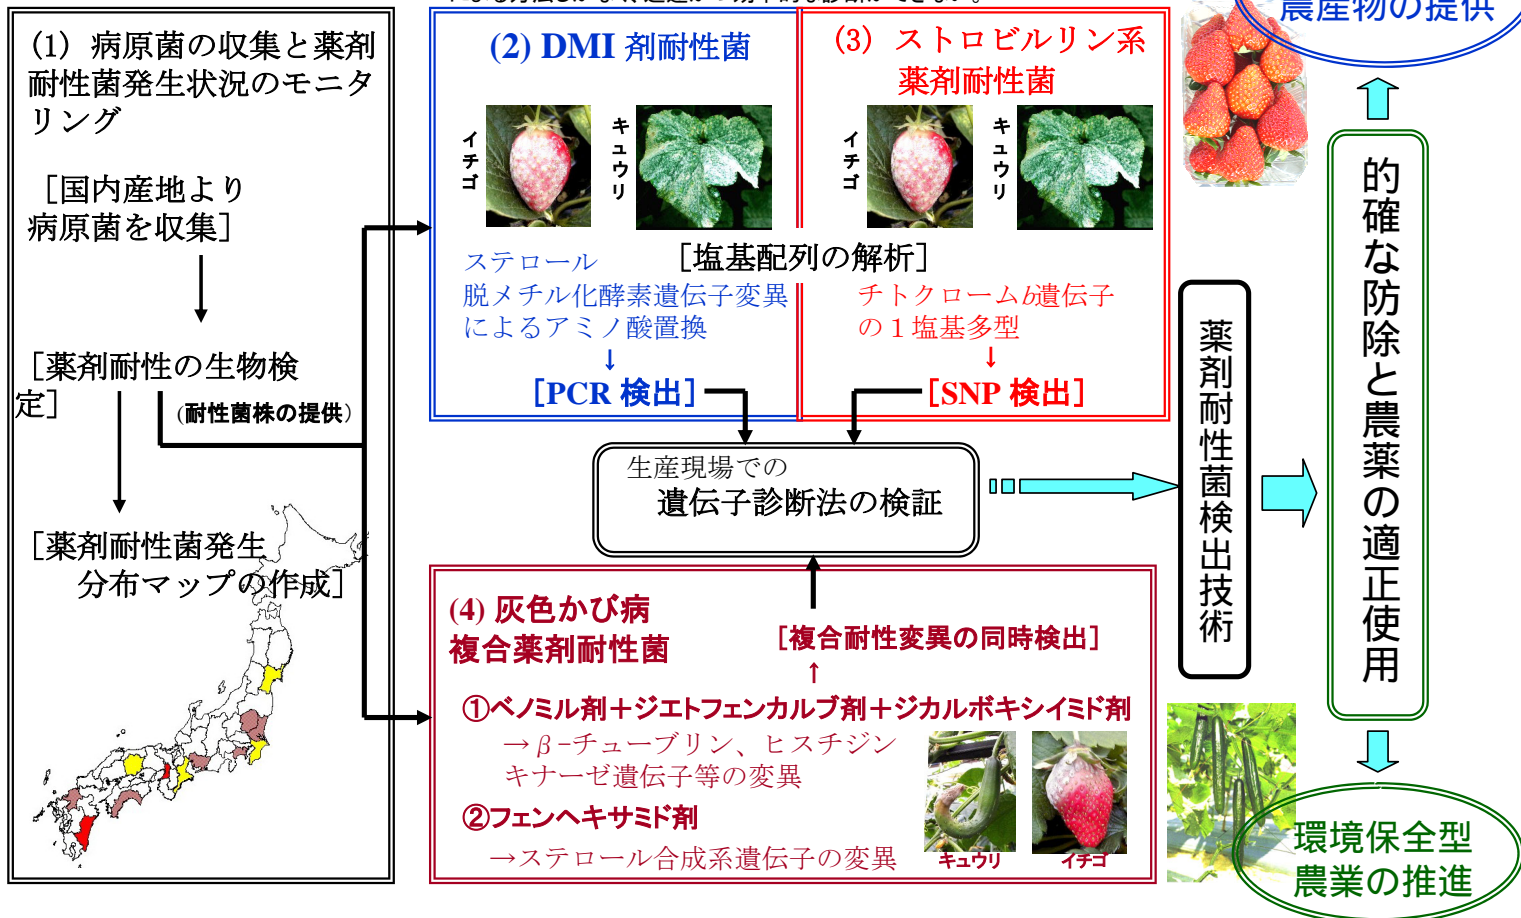 (1) 病原菌の収集と薬剤
耐性菌発生状況のモニタ
リング
［国内産地より
病原菌を収集］
［薬剤耐性の生物検
定］
(耐性菌株の提供)
［薬剤耐性菌発生
分布マップの作成］
(2) DMI 剤耐性菌
イチゴ
キュウリ
ステロール
脱メチル化酵素遺伝子変異
によるアミノ酸置換
↓
［PCR 検出］
(3) ストロビルリン系
薬剤耐性菌
イチゴ
キュウリ
［塩基配列の解析］
チトクロームb遺伝子
の１塩基多型
↓
［SNP 検出］
生産現場での
遺伝子診断法の検証
(4) 灰色かび病
複合薬剤耐性菌
［複合耐性変異の同時検出］
↑
①ベノミル剤＋ジエトフェンカルブ剤＋ジカルボキシイミド剤
→β-チューブリン、ヒスチジン
キナーゼ遺伝子等の変異
②フェンヘキサミド剤
→ステロール合成系遺伝子の変異
キュウリ
イチゴ
薬剤耐性菌検出技術
的確な防除と農薬の適正使用
農産物の提供
環境保全型
農業の推進